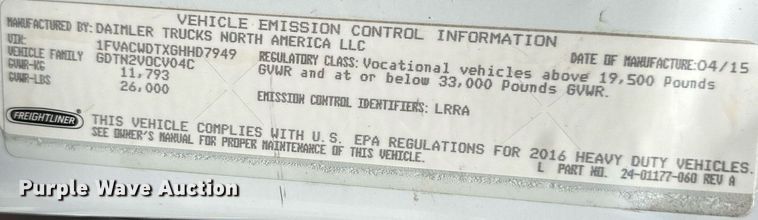 VEHICLE EMISSION CONTROL INFORMATION
MANUFACTURED BY: DAIMLER TRUCKS NORTH AMERICA LLC
VIN: 1FVACWDTXGHHD7949
VEHICLE FAMILY GDTN2VOCV04C
GVWR-KG 11,793
GVWR-LBS 26,000
DATE OF MANUFACTURE: 04/15
REGULATORY CLASS: Vocational vehicles above 19,500 Pounds
GVWR and at or below 33,000 Pounds GVWR.
EMISSION CONTROL IDENTIFIERS: LRRA
FREIGHTLINER
THIS VEHICLE COMPLIES WITH U.S. EPA REGULATIONS FOR 2016 HEAVY DUTY VEHICLES.
SEE OWNER'S MANUAL FOR PROPER MAINTENANCE OF THIS VEHICLE.
L PART NO. 24-01177-060 REV A
Purple Wave Auction